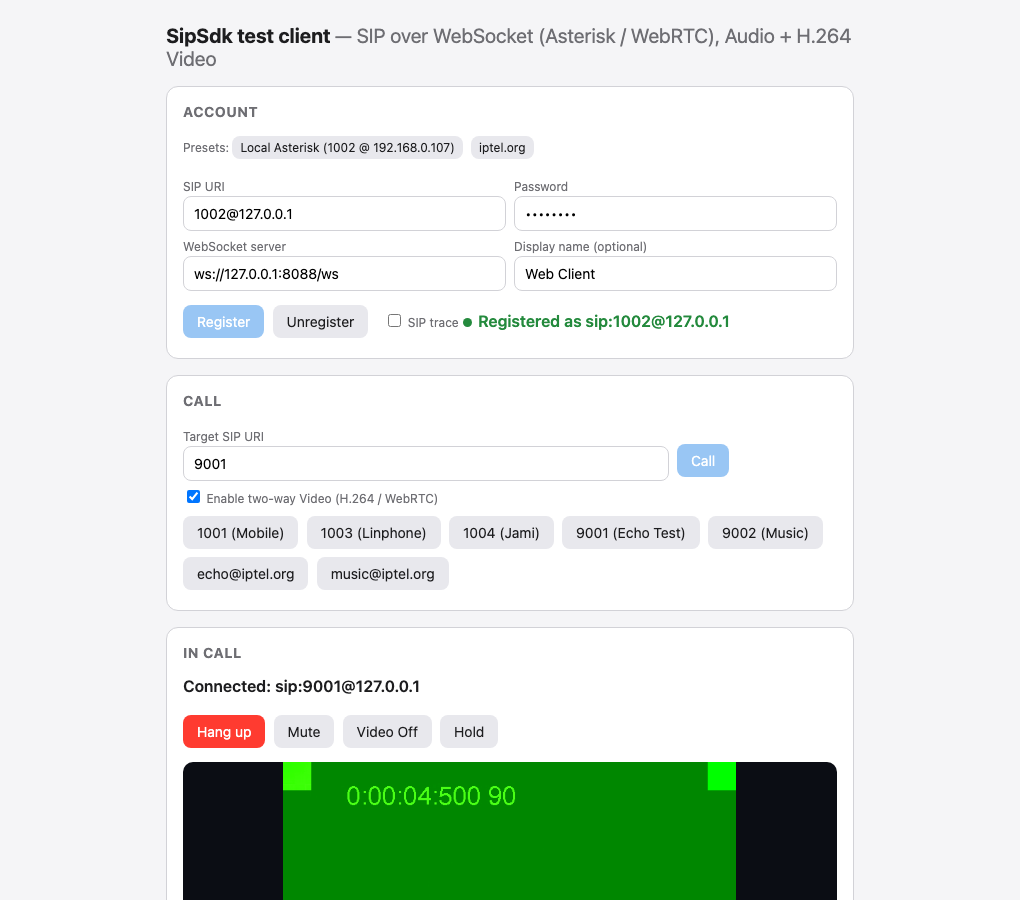 SipSdk test client — SIP over WebSocket (Asterisk / WebRTC), Audio + H.264
Video
ACCOUNT
Presets: Local Asterisk (1002 @ 192.168.0.107) iptel.org
SIP URI Password
1002@127.0.0.1 ••••••••
WebSocket server Display name (optional)
ws://127.0.0.1:8088/ws Web Client
Register Unregister SIP trace ● Registered as sip:1002@127.0.0.1
CALL
Target SIP URI
9001 Call
Enable two-way Video (H.264 / WebRTC)
1001 (Mobile) 1003 (Linphone) 1004 (Jami) 9001 (Echo Test) 9002 (Music)
echo@iptel.org music@iptel.org
IN CALL
Connected: sip:9001@127.0.0.1
Hang up Mute Video Off Hold
0:00:04:500 90